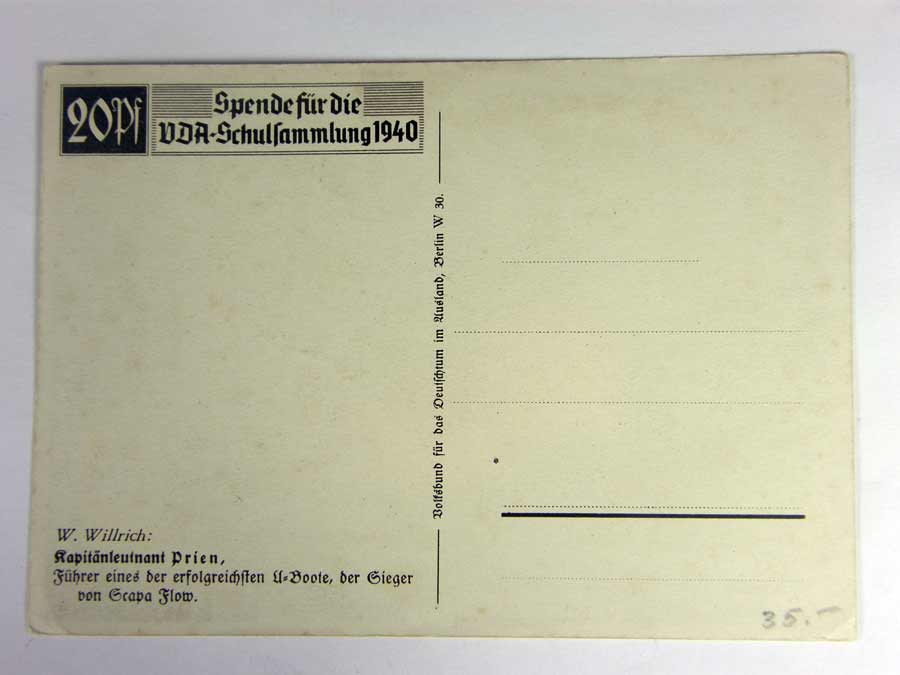 20Pf
Spende für die
VDA-Schulsammlung 1940
Volksbund für das Deutschtum im Ausland, Berlin W 30.
W. Willrich:
Kapitänleutnant Prien,
Führer eines der erfolgreichsten U-Boote, der Sieger
von Scapa Flow.
35.-